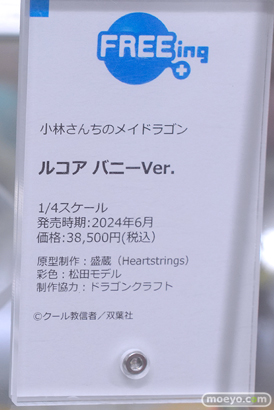 FREEing
小林さんちのメイドラゴン
ルコア バニーVer.
1/4スケール
発売時期:2024年6月
価格:38,500円(税込)
原型制作：盛蔵（Heartstrings）
彩色：松田モデル
制作協力：ドラゴンクラフト
©クール教信者／双葉社
moeyo.com